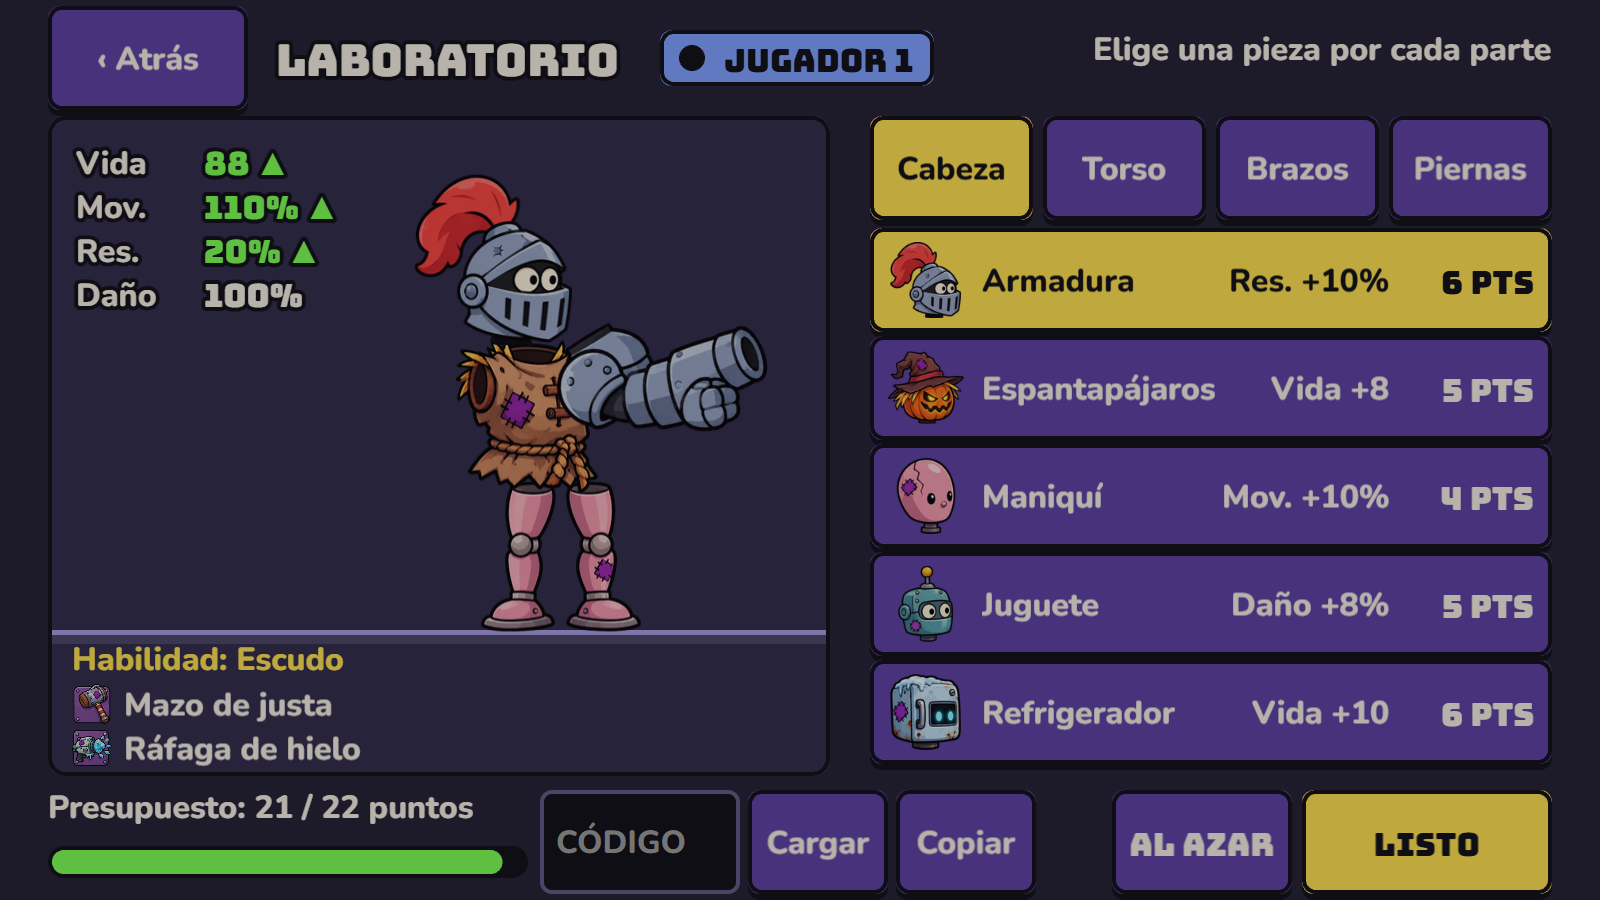 ‹ Atrás
LABORATORIO
JUGADOR 1
Elige una pieza por cada parte
Vida 88 ▲
Mov. 110% ▲
Res. 20% ▲
Daño 100%
Habilidad: Escudo
Mazo de justa
Ráfaga de hielo
Cabeza
Torso
Brazos
Piernas
Armadura Res. +10% 6 PTS
Espantapájaros Vida +8 5 PTS
Maniquí Mov. +10% 4 PTS
Juguete Daño +8% 5 PTS
Refrigerador Vida +10 6 PTS
Presupuesto: 21 / 22 puntos
CÓDIGO
Cargar
Copiar
AL AZAR
LISTO